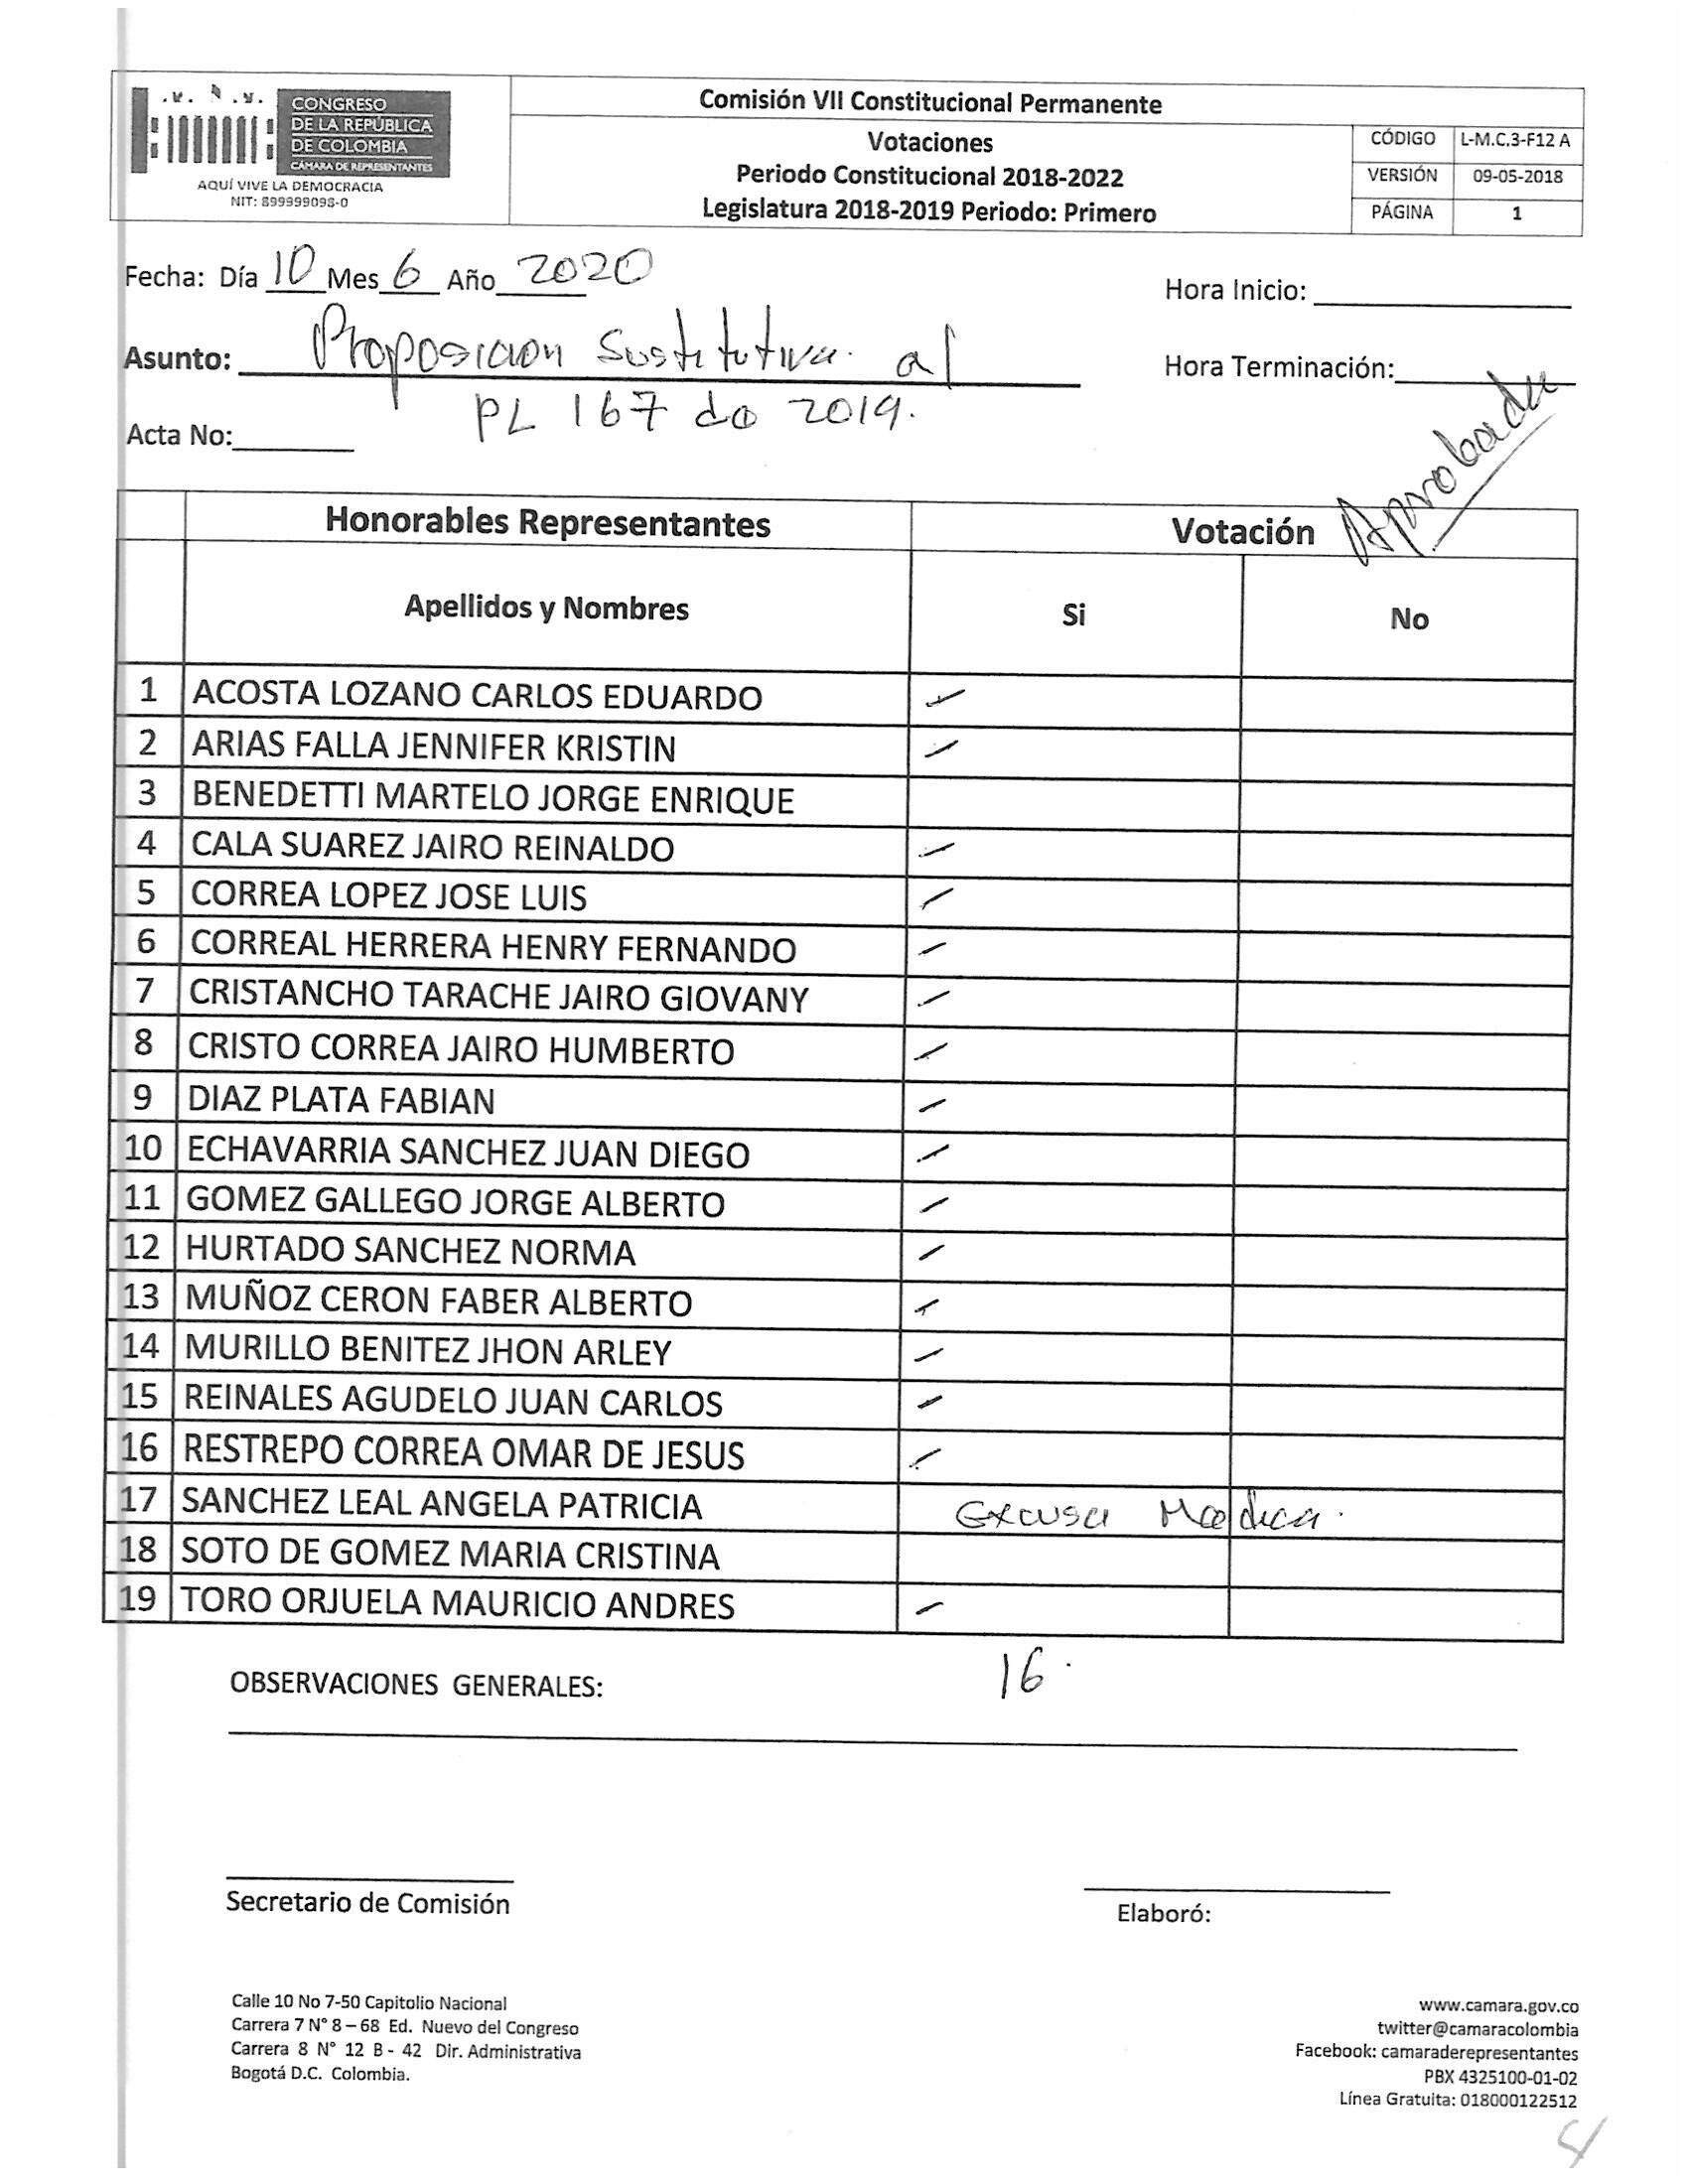 CONGRESO
DE LA REPÚBLICA
DE COLOMBIA
CÁMARA DE REPRESENTANTES
AQUÍ VIVE LA DEMOCRACIA
NIT: 899999098-0
Comisión VII Constitucional Permanente
Votaciones
Periodo Constitucional 2018-2022
Legislatura 2018-2019 Periodo: Primero
CÓDIGO L-M.C.3-F12 A
VERSIÓN 09-05-2018
PÁGINA 1
Fecha: Día 10 Mes 6 Año 2020
Hora Inicio:
Asunto: Proposicion Sustitutiva al
Hora Terminación:
PL 167 de 2019.
Acta No:
Aprobada
Honorables Representantes Votación
Apellidos y Nombres Si No
1 ACOSTA LOZANO CARLOS EDUARDO
2 ARIAS FALLA JENNIFER KRISTIN
3 BENEDETTI MARTELO JORGE ENRIQUE
4 CALA SUAREZ JAIRO REINALDO
5 CORREA LOPEZ JOSE LUIS
6 CORREAL HERRERA HENRY FERNANDO
7 CRISTANCHO TARACHE JAIRO GIOVANY
8 CRISTO CORREA JAIRO HUMBERTO
9 DIAZ PLATA FABIAN
10 ECHAVARRIA SANCHEZ JUAN DIEGO
11 GOMEZ GALLEGO JORGE ALBERTO
12 HURTADO SANCHEZ NORMA
13 MUÑOZ CERON FABER ALBERTO
14 MURILLO BENITEZ JHON ARLEY
15 REINALES AGUDELO JUAN CARLOS
16 RESTREPO CORREA OMAR DE JESUS
17 SANCHEZ LEAL ANGELA PATRICIA Excusa Medica.
18 SOTO DE GOMEZ MARIA CRISTINA
19 TORO ORJUELA MAURICIO ANDRES
16.
OBSERVACIONES GENERALES:
Secretario de Comisión
Elaboró:
Calle 10 No 7-50 Capitolio Nacional
Carrera 7 N° 8 – 68 Ed. Nuevo del Congreso
Carrera 8 N° 12 B - 42 Dir. Administrativa
Bogotá D.C. Colombia.
www.camara.gov.co
twitter@camaracolombia
Facebook: camaraderepresentantes
PBX 4325100-01-02
Línea Gratuita: 018000122512